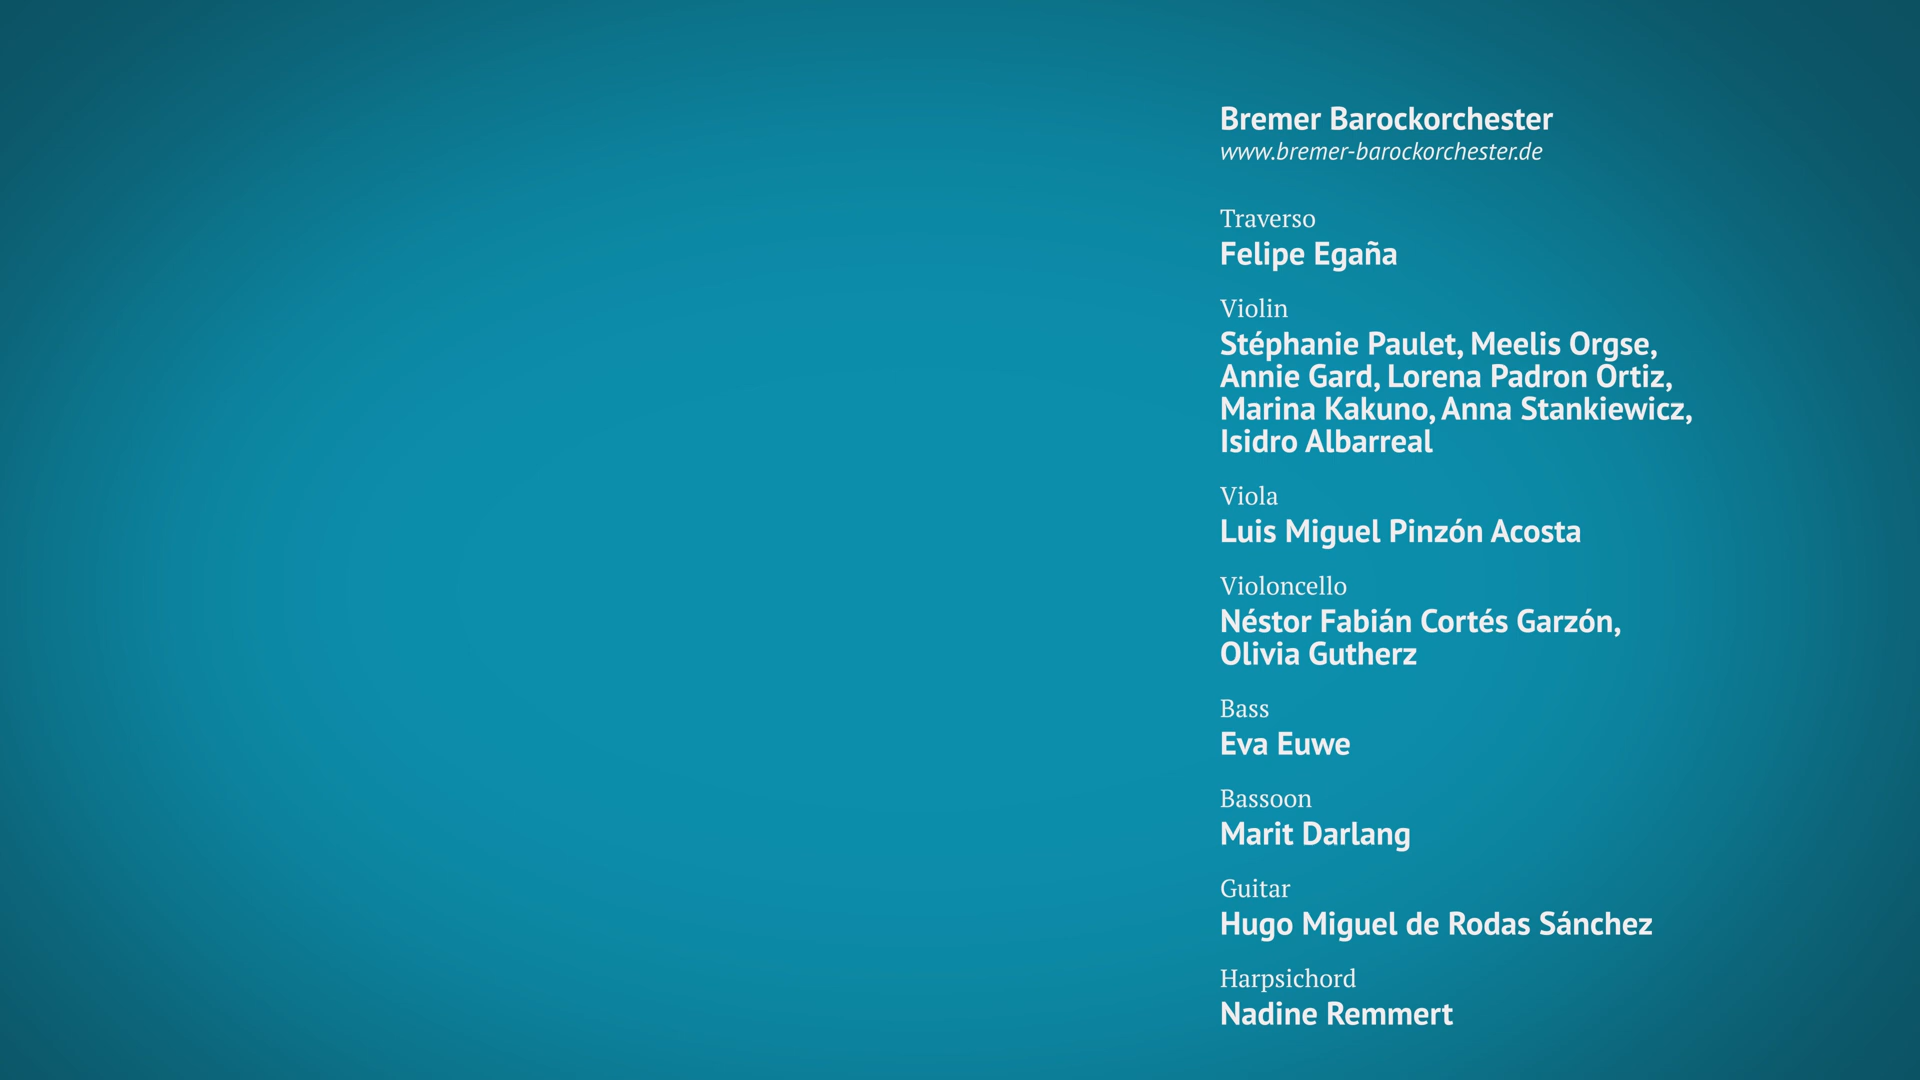 Bremer Barockorchester
www.bremer-barockorchester.de
Traverso
Felipe Egaña
Violin
Stéphanie Paulet, Meelis Orgse,
Annie Gard, Lorena Padron Ortiz,
Marina Kakuno, Anna Stankiewicz,
Isidro Albarreal
Viola
Luis Miguel Pinzón Acosta
Violoncello
Néstor Fabián Cortés Garzón,
Olivia Gutherz
Bass
Eva Euwe
Bassoon
Marit Darlang
Guitar
Hugo Miguel de Rodas Sánchez
Harpsichord
Nadine Remmert